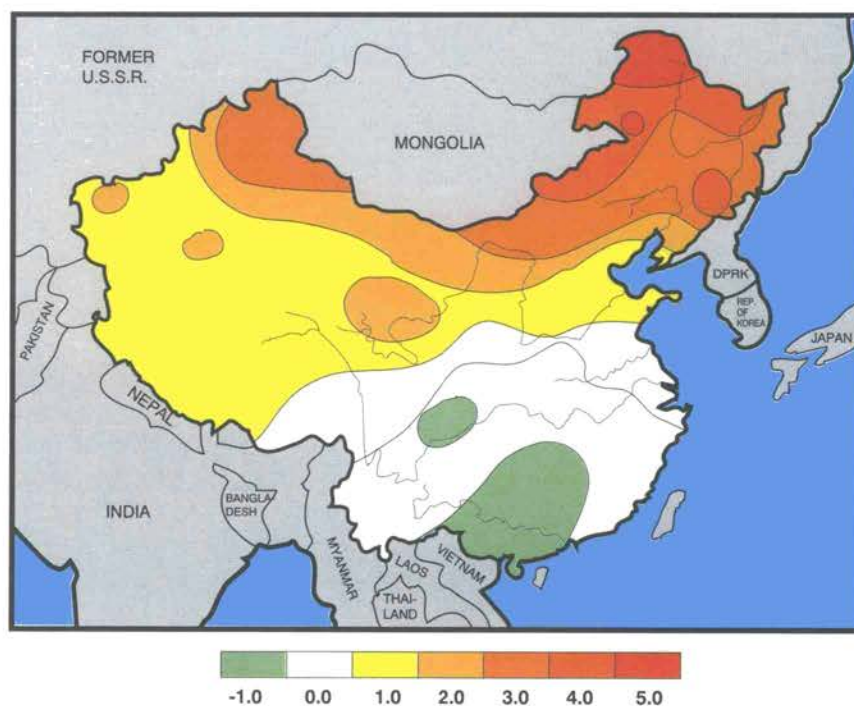 FORMER
U.S.S.R.
MONGOLIA
DPRK
REP.
OF
KOREA
JAPAN
PAKISTAN
NEPAL
INDIA
BANGLA
DESH
MYANMAR
LAOS
VIETNAM
THAI-
LAND
-1.0 0.0 1.0 2.0 3.0 4.0 5.0